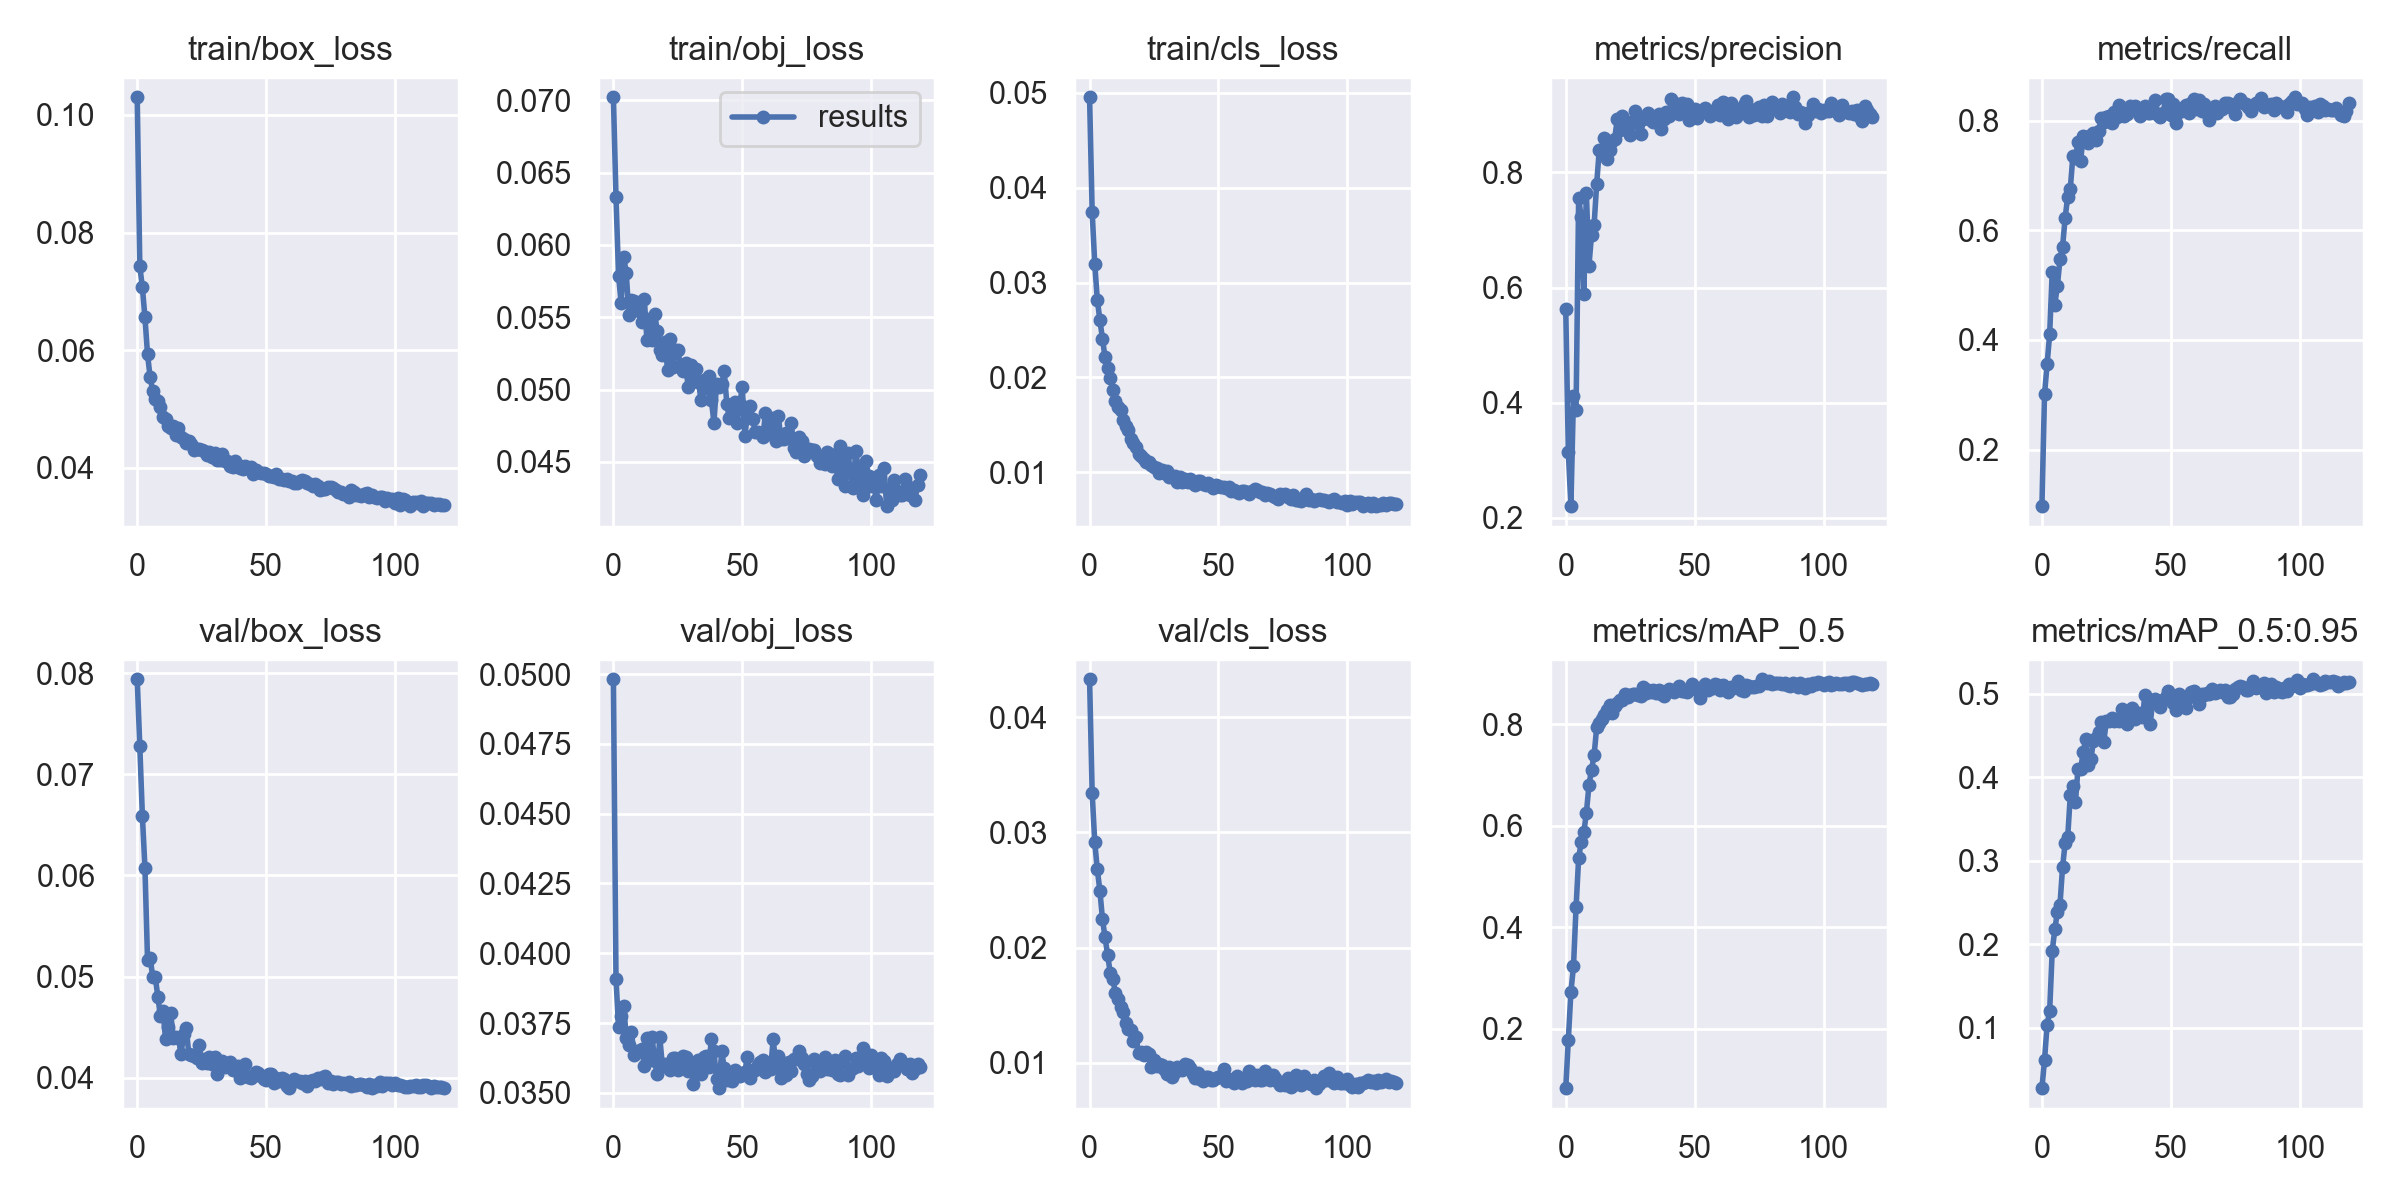 train/box_loss
0.10
0.08
0.06
0.04
0 50 100
train/obj_loss
results
0.070
0.065
0.060
0.055
0.050
0.045
0 50 100
train/cls_loss
0.05
0.04
0.03
0.02
0.01
0 50 100
metrics/precision
0.8
0.6
0.4
0.2
0 50 100
metrics/recall
0.8
0.6
0.4
0.2
0 50 100
val/box_loss
0.08
0.07
0.06
0.05
0.04
0 50 100
val/obj_loss
0.0500
0.0475
0.0450
0.0425
0.0400
0.0375
0.0350
0 50 100
val/cls_loss
0.04
0.03
0.02
0.01
0 50 100
metrics/mAP_0.5
0.8
0.6
0.4
0.2
0 50 100
metrics/mAP_0.5:0.95
0.5
0.4
0.3
0.2
0.1
0 50 100